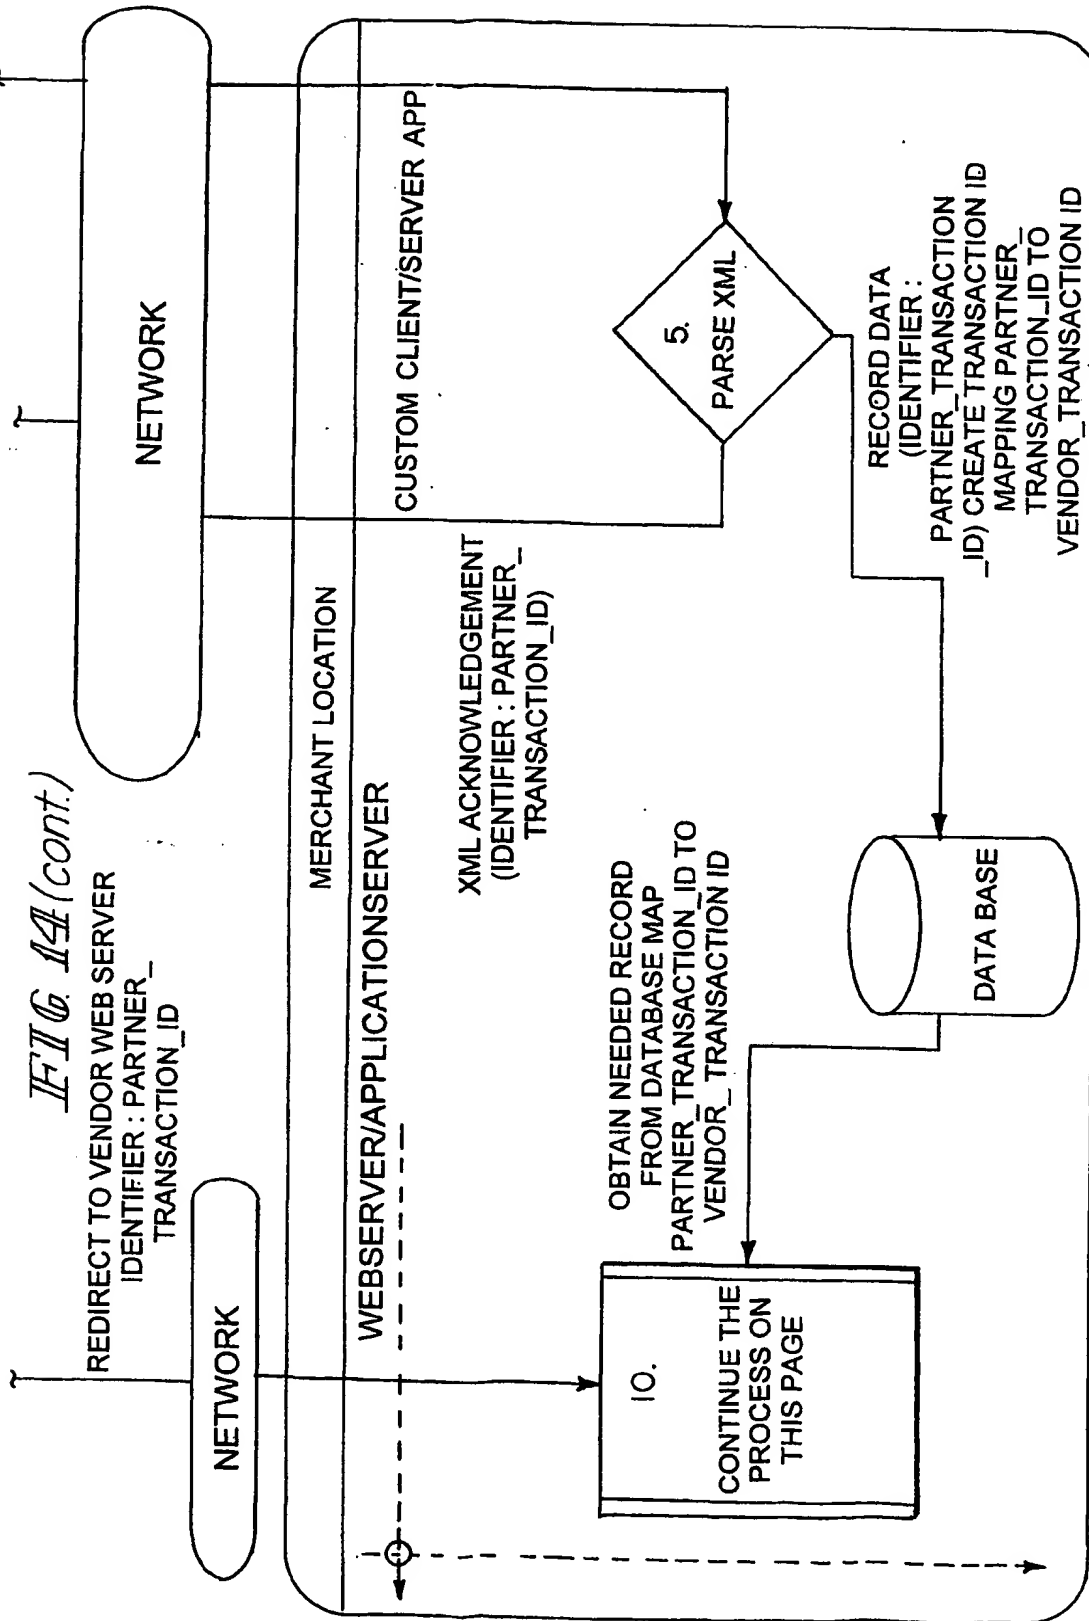 FIG. 14 (cont.)
REDIRECT TO VENDOR WEB SERVER
IDENTIFIER : PARTNER_
TRANSACTION_ID
NETWORK
NETWORK
MERCHANT LOCATION
WEBSERVER/APPLICATIONSERVER
CUSTOM CLIENT/SERVER APP
XML ACKNOWLEDGEMENT
(IDENTIFIER : PARTNER_
TRANSACTION_ID)
5.
PARSE XML
OBTAIN NEEDED RECORD
FROM DATABASE MAP
PARTNER_TRANSACTION_ID TO
VENDOR_ TRANSACTION ID
RECORD DATA
(IDENTIFIER :
PARTNER_TRANSACTION
_ID) CREATE TRANSACTION ID
MAPPING PARTNER_
TRANSACTION_ID TO
VENDOR_TRANSACTION ID
10.
CONTINUE THE
PROCESS ON
THIS PAGE
DATA BASE